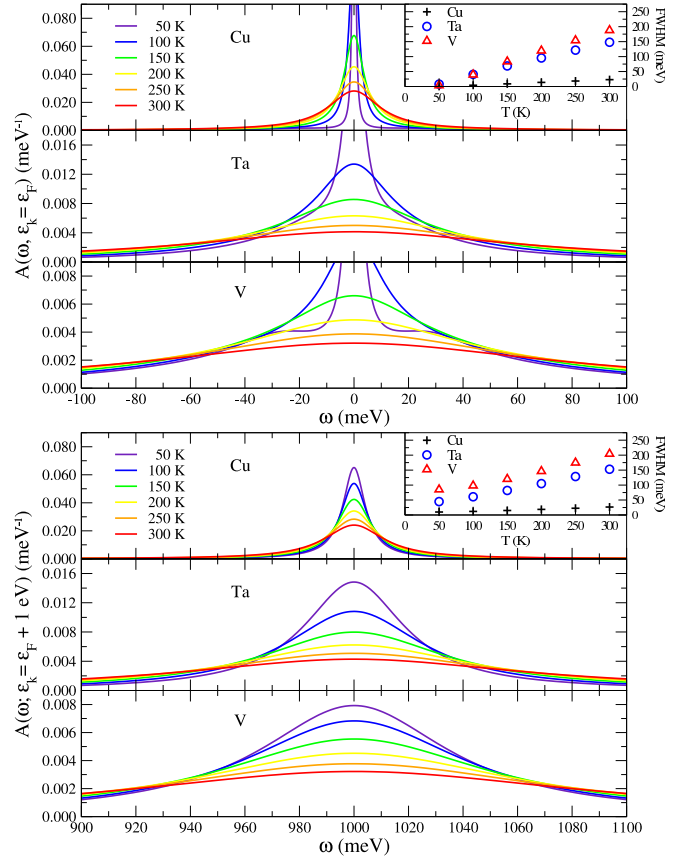 A(ω; ε_k = ε_F) (meV⁻¹)
0.080
0.060
0.040
0.020
0.000
50 K
100 K
150 K
200 K
250 K
300 K
Cu
Cu
Ta
V
250
200
150
100
50
0
FWHM (meV)
0 50 100 150 200 250 300
T (K)
0.016
0.012
0.008
0.004
0.000
Ta
0.008
0.006
0.004
0.002
0.000
V
-100 -80 -60 -40 -20 0 20 40 60 80 100
ω (meV)
A(ω; ε_k = ε_F + 1 eV) (meV⁻¹)
0.080
0.060
0.040
0.020
0.000
50 K
100 K
150 K
200 K
250 K
300 K
Cu
Cu
Ta
V
250
200
150
100
50
0
FWHM (meV)
0 50 100 150 200 250 300
T (K)
0.016
0.012
0.008
0.004
0.000
Ta
0.008
0.006
0.004
0.002
0.000
V
900 920 940 960 980 1000 1020 1040 1060 1080 1100
ω (meV)